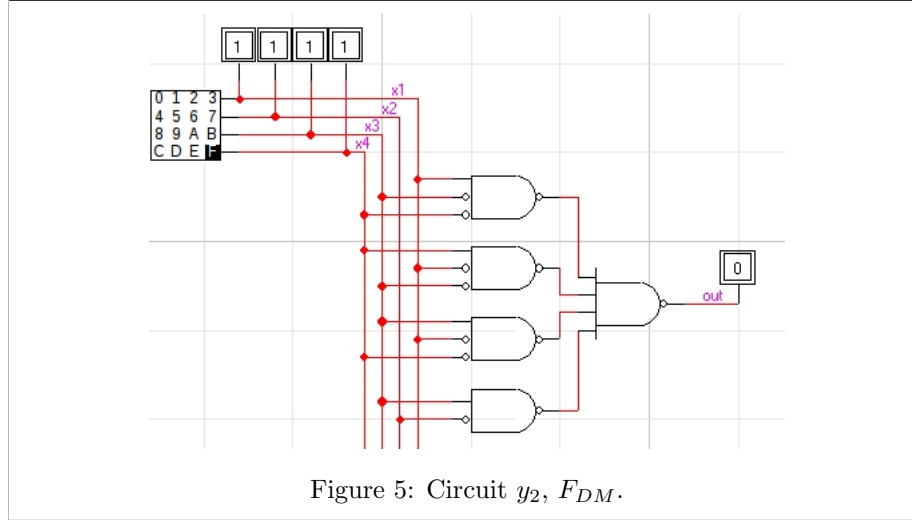 1 1 1 1
0 1 2 3
4 5 6 7
8 9 A B
C D E F
x1
x2
x3
x4
0
out
Figure 5: Circuit y₂, F_DM.